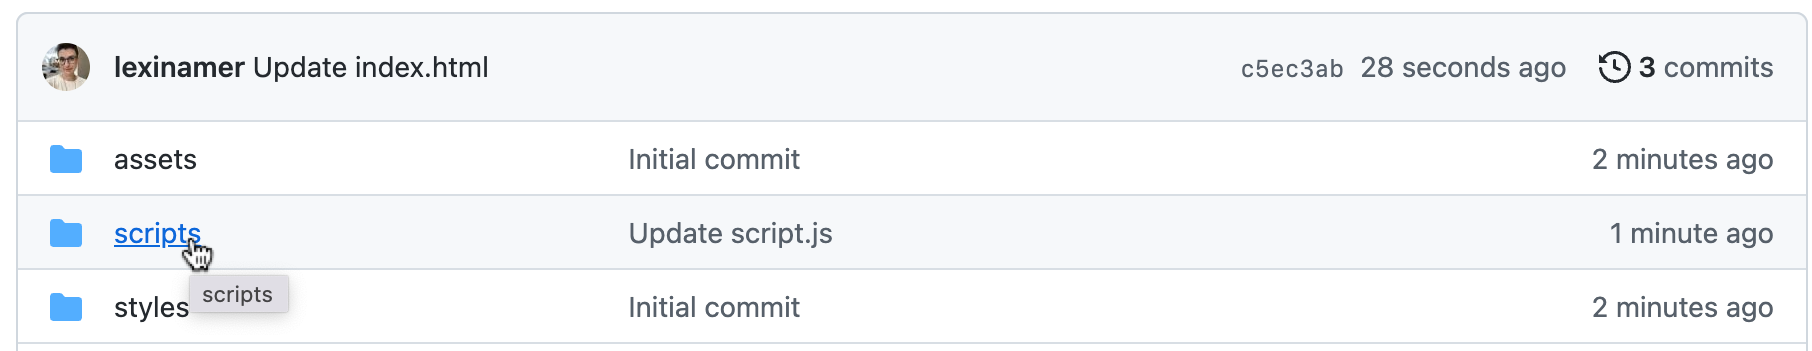 lexinamer Update index.html c5ec3ab 28 seconds ago 3 commits
assets Initial commit 2 minutes ago
scripts Update script.js 1 minute ago
scripts
styles Initial commit 2 minutes ago